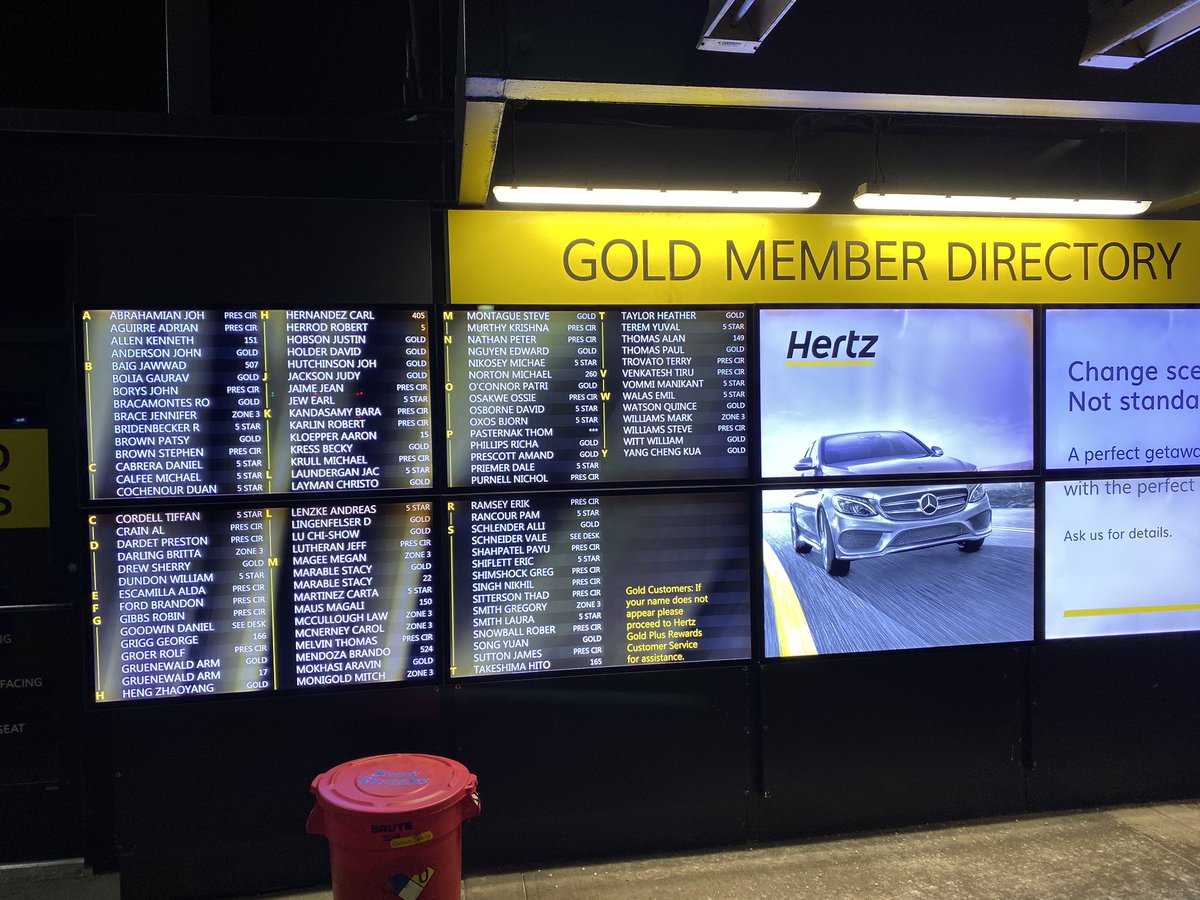 GOLD MEMBER DIRECTORY
A ABRAHAMIAN JOH PRES CIR
AGUIRRE ADRIAN PRES CIR
ALLEN KENNETH 151
ANDERSON JOHN GOLD
B BAIG JAWWAD 507
BOLIA GAURAV GOLD
BORYS JOHN PRES CIR
BRACAMONTES RO GOLD
BRACE JENNIFER ZONE 3
BRIDENBECKER R 5 STAR
BROWN PATSY GOLD
BROWN STEPHEN PRES CIR
C CABRERA DANIEL 5 STAR
CALFEE MICHAEL 5 STAR
COCHENOUR DUAN 5 STAR
H HERNANDEZ CARL 405
HERROD ROBERT 5
HOBSON JUSTIN GOLD
HOLDER DAVID GOLD
HUTCHINSON JOH GOLD
J JACKSON JUDY GOLD
JAIME JEAN PRES CIR
JEW EARL 5 STAR
K KANDASAMY BARA PRES CIR
KARLIN ROBERT PRES CIR
KLOEPPER AARON 15
KRESS BECKY GOLD
KRULL MICHAEL PRES CIR
L LAUNDERGAN JAC 5 STAR
LAYMAN CHRISTO GOLD
C CORDELL TIFFAN 5 STAR
CRAIN AL PRES CIR
D DARDET PRESTON PRES CIR
DARLING BRITTA ZONE 3
DREW SHERRY GOLD
DUNDON WILLIAM 5 STAR
E ESCAMILLA ALDA PRES CIR
F FORD BRANDON PRES CIR
G GIBBS ROBIN PRES CIR
GOODWIN DANIEL SEE DESK
GRIGG GEORGE 166
GROER ROLF PRES CIR
GRUENEWALD ARM GOLD
GRUENEWALD ARM 17
H HENG ZHAOYANG GOLD
L LENZKE ANDREAS 5 STAR
LINGENFELSER D GOLD
LU CHI-SHOW GOLD
LUTHERAN JEFF PRES CIR
M MAGEE MEGAN ZONE 3
MARABLE STACY GOLD
MARABLE STACY 22
MARTINEZ CARTA 5 STAR
MAUS MAGALI 150
MCCULLOUGH LAW ZONE 3
MCNERNEY CAROL ZONE 3
MELVIN THOMAS PRES CIR
MENDOZA BRANDO 524
MOKHASI ARAVIN GOLD
MONIGOLD MITCH ZONE 3
M MONTAGUE STEVE GOLD
MURTHY KRISHNA PRES CIR
N NATHAN PETER PRES CIR
NGUYEN EDWARD GOLD
NIKOSEY MICHAE 5 STAR
NORTON MICHAEL 260
O O'CONNOR PATRI GOLD
OSAKWE OSSIE PRES CIR
OSBORNE DAVID 5 STAR
OXOS BJORN 5 STAR
P PASTERNAK THOM ***
PHILLIPS RICHA GOLD
PRESCOTT AMAND GOLD
PRIEMER DALE 5 STAR
PURNELL NICHOL PRES CIR
T TAYLOR HEATHER GOLD
TEREM YUVAL 5 STAR
THOMAS ALAN 149
THOMAS PAUL GOLD
TROVATO TERRY PRES CIR
V VENKATESH TIRU PRES CIR
VOMMI MANIKANT 5 STAR
W WALAS EMIL 5 STAR
WATSON QUINCE GOLD
WILLIAMS MARK ZONE 3
WILLIAMS STEVE PRES CIR
WITT WILLIAM GOLD
Y YANG CHENG KUA GOLD
R RAMSEY ERIK PRES CIR
RANCOUR PAM 5 STAR
S SCHLENDER ALLI GOLD
SCHNEIDER VALE SEE DESK
SHAHPATEL PAYU PRES CIR
SHIFLETT ERIC 5 STAR
SHIMSHOCK GREG PRES CIR
SINGH NIKHIL PRES CIR
SITTERSON THAD PRES CIR
SMITH GREGORY ZONE 3
SMITH LAURA 5 STAR
SNOWBALL ROBER PRES CIR
SONG YUAN GOLD
SUTTON JAMES PRES CIR
T TAKESHIMA HITO 165
Gold Customers: If
your name does not
appear please
proceed to Hertz
Gold Plus Rewards
Customer Service
for assistance.
Hertz
Change sce
Not standa
A perfect getaw
with the perfect
Ask us for details.
FACING
SEAT
BRUTE